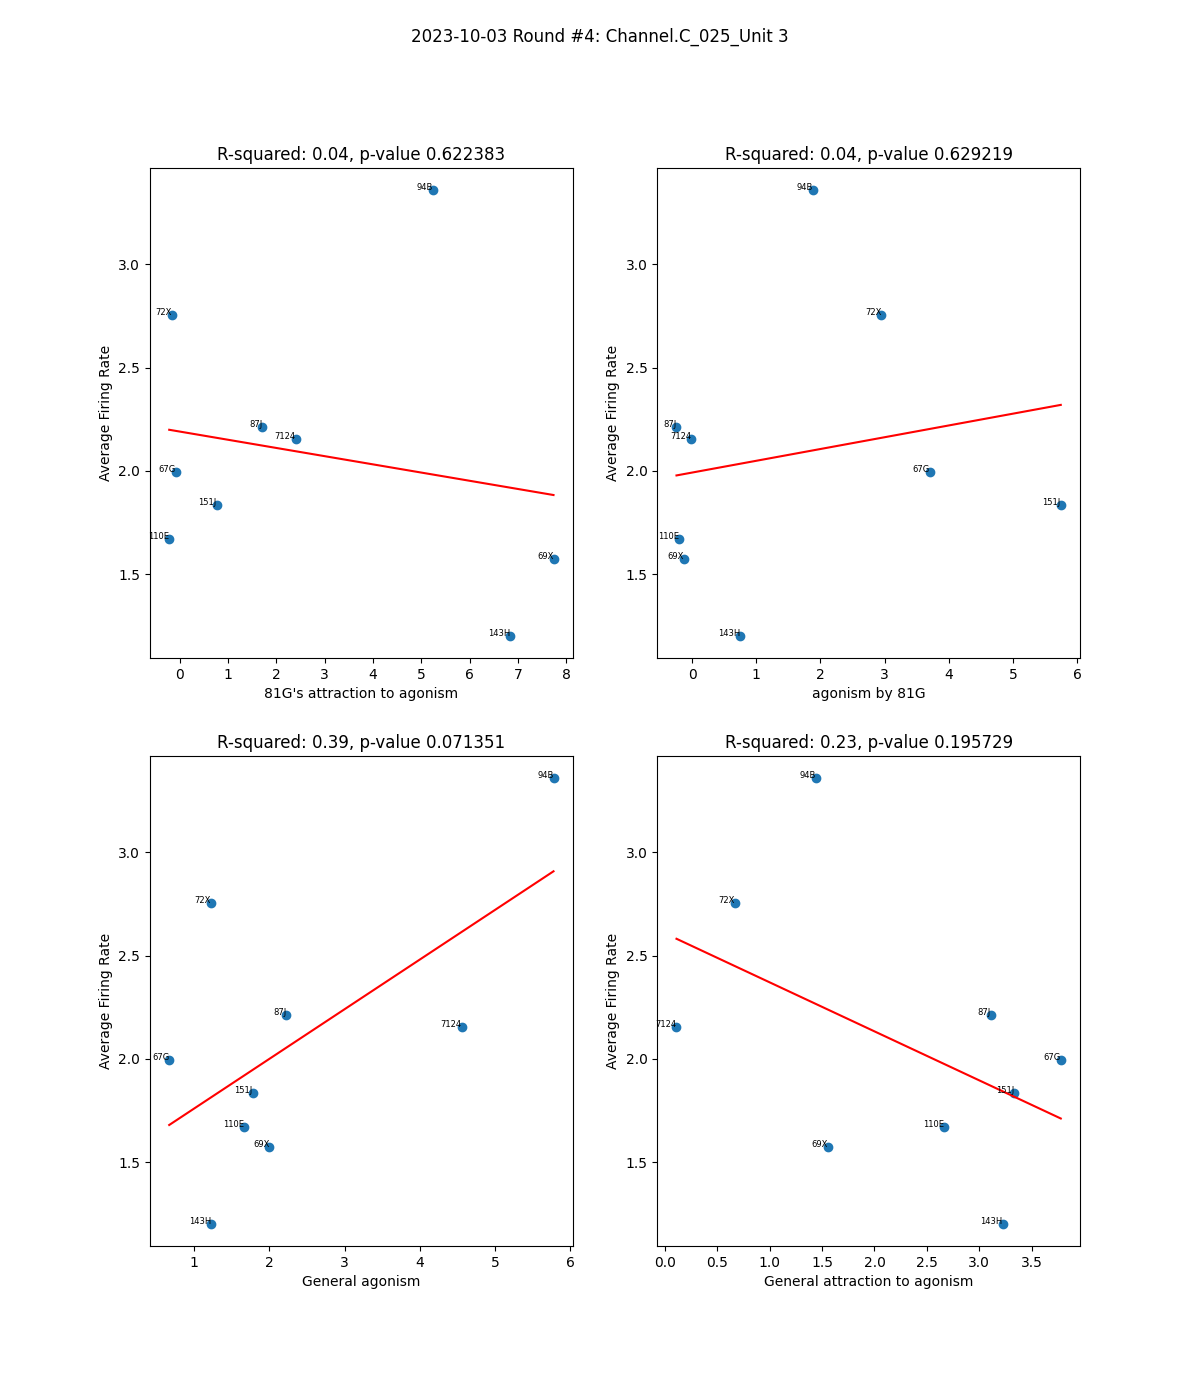 2023-10-03 Round #4: Channel.C_025_Unit 3
R-squared: 0.04, p-value 0.622383
Average Firing Rate
3.0
2.5
2.0
1.5
94B
72X
87J
7124
67G
151J
110E
69X
143H
0 1 2 3 4 5 6 7 8
81G's attraction to agonism
R-squared: 0.04, p-value 0.629219
Average Firing Rate
3.0
2.5
2.0
1.5
94B
72X
87J
7124
67G
151J
110E
69X
143H
0 1 2 3 4 5 6
agonism by 81G
R-squared: 0.39, p-value 0.071351
Average Firing Rate
3.0
2.5
2.0
1.5
94B
72X
87J
7124
67G
151J
110E
69X
143H
1 2 3 4 5 6
General agonism
R-squared: 0.23, p-value 0.195729
Average Firing Rate
3.0
2.5
2.0
1.5
94B
72X
87J
7124
67G
151J
110E
69X
143H
0.0 0.5 1.0 1.5 2.0 2.5 3.0 3.5
General attraction to agonism